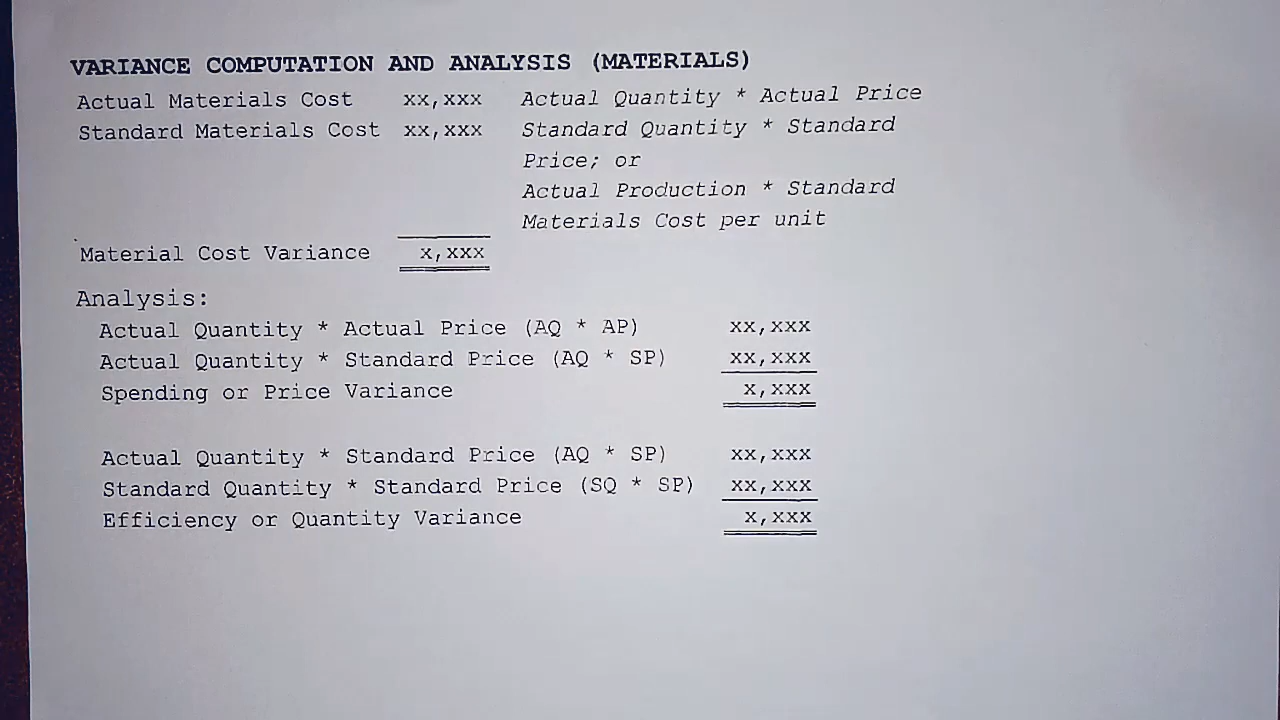 VARIANCE COMPUTATION AND ANALYSIS (MATERIALS)
Actual Materials Cost xx,xxx Actual Quantity * Actual Price
Standard Materials Cost xx,xxx Standard Quantity * Standard
Price; or
Actual Production * Standard
Materials Cost per unit
Material Cost Variance x,xxx
Analysis:
Actual Quantity * Actual Price (AQ * AP) xx,xxx
Actual Quantity * Standard Price (AQ * SP) xx,xxx
Spending or Price Variance x,xxx
Actual Quantity * Standard Price (AQ * SP) xx,xxx
Standard Quantity * Standard Price (SQ * SP) xx,xxx
Efficiency or Quantity Variance x,xxx